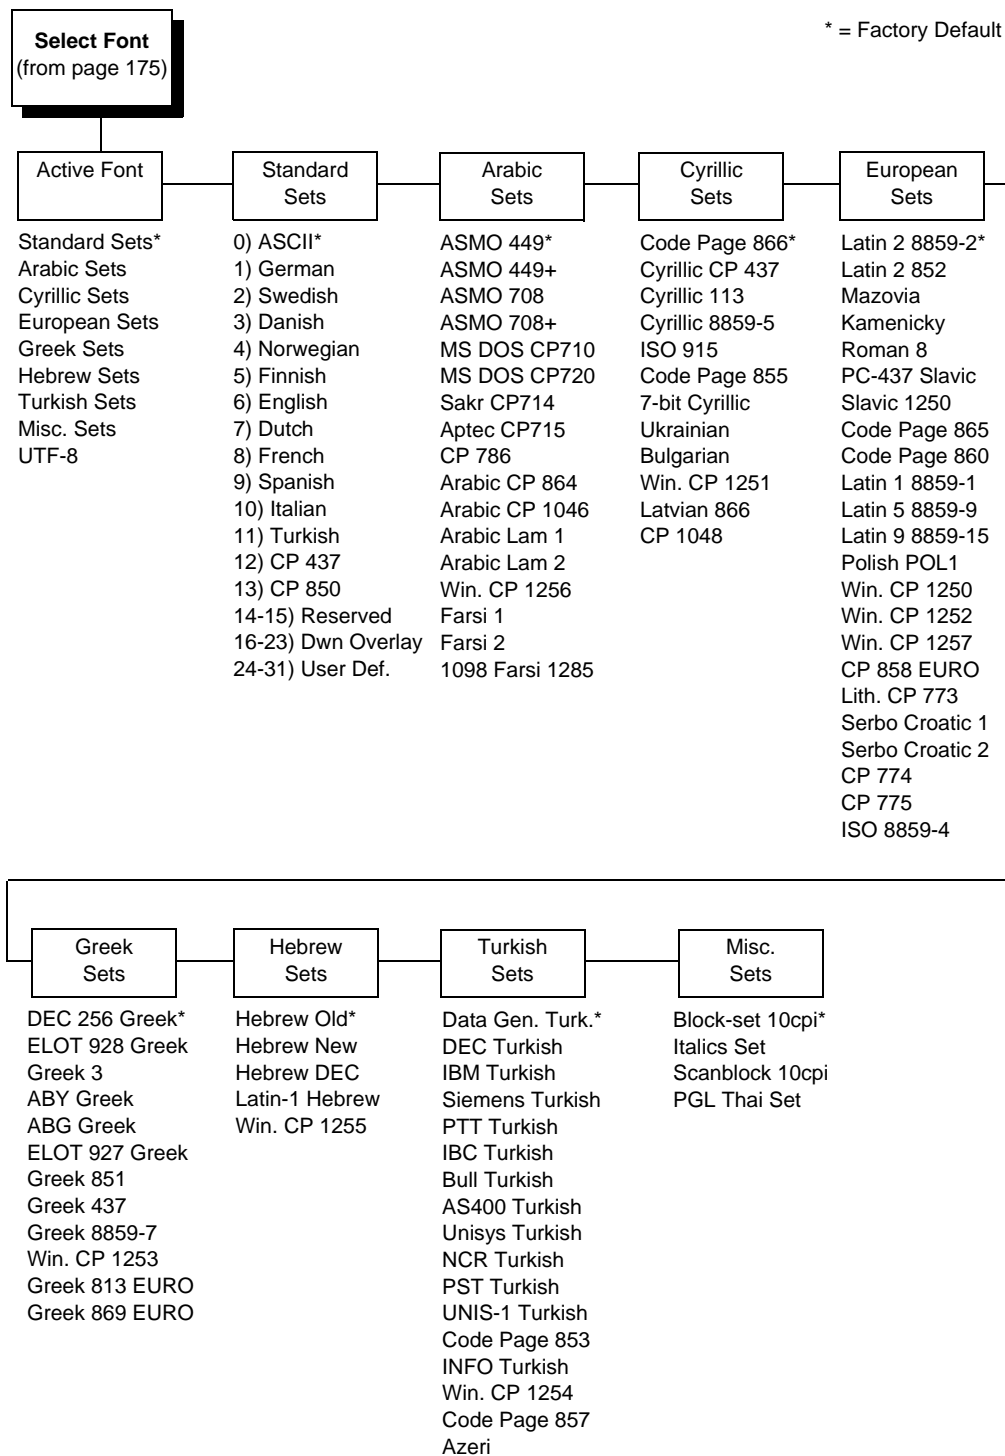 * = Factory Default
Select Font
(from page 175)
Active Font
Standard Sets*
Arabic Sets
Cyrillic Sets
European Sets
Greek Sets
Hebrew Sets
Turkish Sets
Misc. Sets
UTF-8
Standard
Sets
0) ASCII*
1) German
2) Swedish
3) Danish
4) Norwegian
5) Finnish
6) English
7) Dutch
8) French
9) Spanish
10) Italian
11) Turkish
12) CP 437
13) CP 850
14-15) Reserved
16-23) Dwn Overlay
24-31) User Def.
Arabic
Sets
ASMO 449*
ASMO 449+
ASMO 708
ASMO 708+
MS DOS CP710
MS DOS CP720
Sakr CP714
Aptec CP715
CP 786
Arabic CP 864
Arabic CP 1046
Arabic Lam 1
Arabic Lam 2
Win. CP 1256
Farsi 1
Farsi 2
1098 Farsi 1285
Cyrillic
Sets
Code Page 866*
Cyrillic CP 437
Cyrillic 113
Cyrillic 8859-5
ISO 915
Code Page 855
7-bit Cyrillic
Ukrainian
Bulgarian
Win. CP 1251
Latvian 866
CP 1048
European
Sets
Latin 2 8859-2*
Latin 2 852
Mazovia
Kamenicky
Roman 8
PC-437 Slavic
Slavic 1250
Code Page 865
Code Page 860
Latin 1 8859-1
Latin 5 8859-9
Latin 9 8859-15
Polish POL1
Win. CP 1250
Win. CP 1252
Win. CP 1257
CP 858 EURO
Lith. CP 773
Serbo Croatic 1
Serbo Croatic 2
CP 774
CP 775
ISO 8859-4
Greek
Sets
DEC 256 Greek*
ELOT 928 Greek
Greek 3
ABY Greek
ABG Greek
ELOT 927 Greek
Greek 851
Greek 437
Greek 8859-7
Win. CP 1253
Greek 813 EURO
Greek 869 EURO
Hebrew
Sets
Hebrew Old*
Hebrew New
Hebrew DEC
Latin-1 Hebrew
Win. CP 1255
Turkish
Sets
Data Gen. Turk.*
DEC Turkish
IBM Turkish
Siemens Turkish
PTT Turkish
IBC Turkish
Bull Turkish
AS400 Turkish
Unisys Turkish
NCR Turkish
PST Turkish
UNIS-1 Turkish
Code Page 853
INFO Turkish
Win. CP 1254
Code Page 857
Azeri
Misc.
Sets
Block-set 10cpi*
Italics Set
Scanblock 10cpi
PGL Thai Set